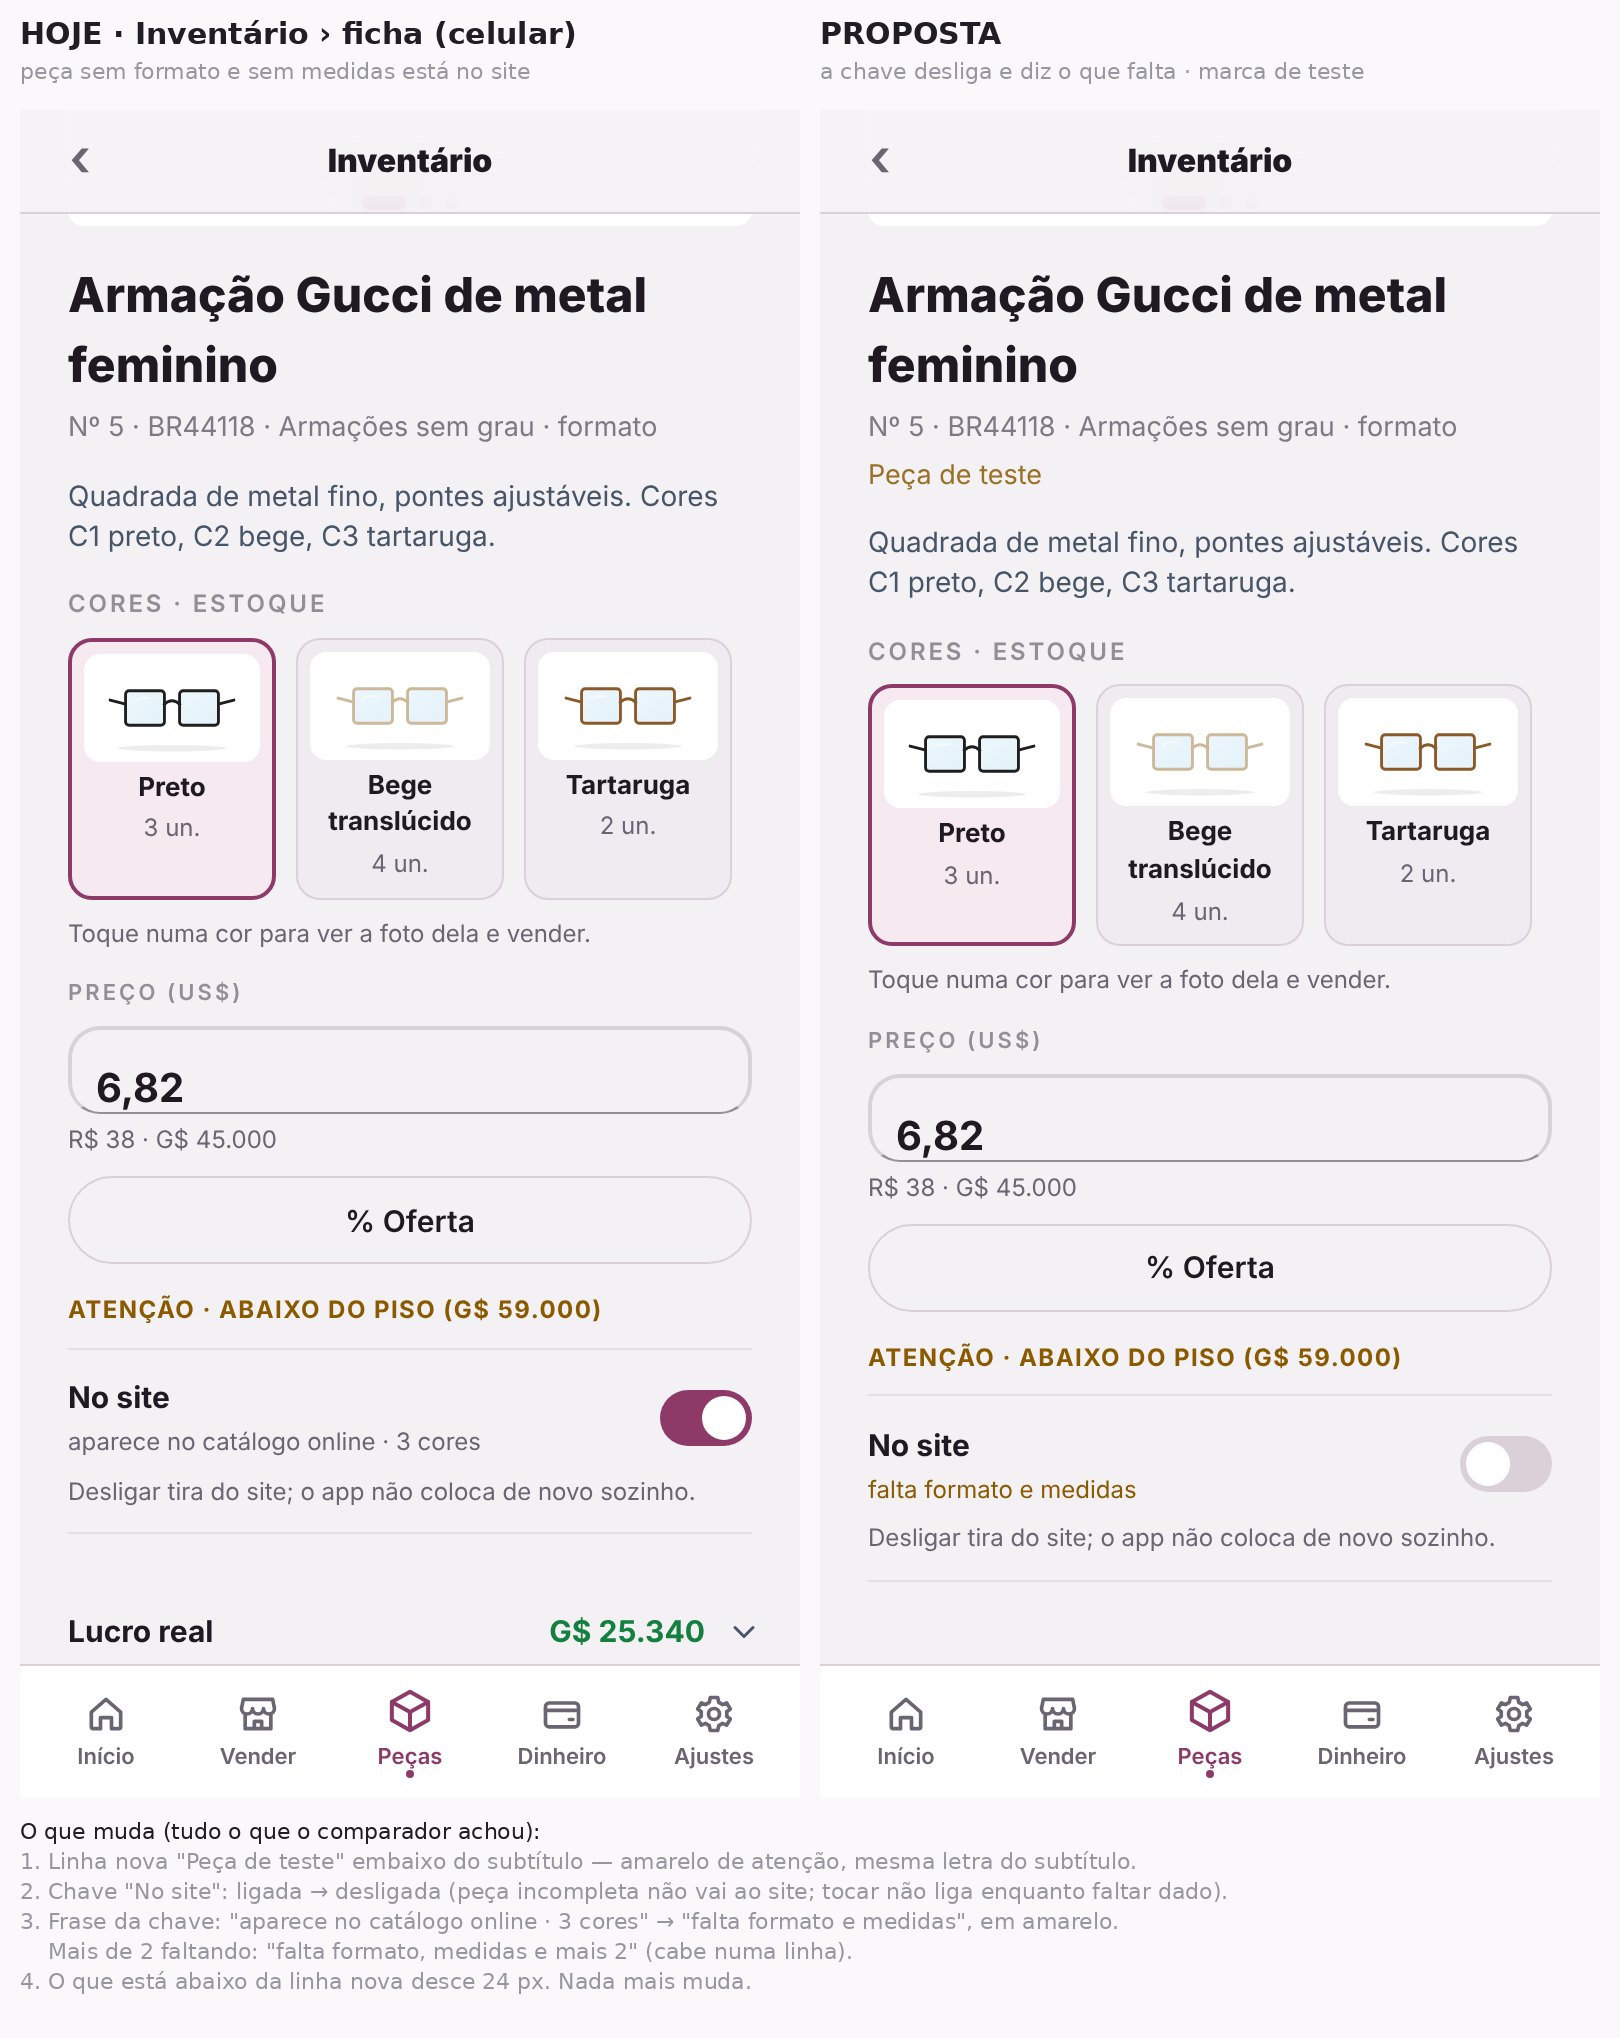 HOJE · Inventário › ficha (celular)
peça sem formato e sem medidas está no site
Inventário
Armação Gucci de metal
feminino
Nº 5 · BR44118 · Armações sem grau · formato
Quadrada de metal fino, pontes ajustáveis. Cores
C1 preto, C2 bege, C3 tartaruga.
CORES · ESTOQUE
Preto
3 un.
Bege
translúcido
4 un.
Tartaruga
2 un.
Toque numa cor para ver a foto dela e vender.
PREÇO (US$)
6,82
R$ 38 · G$ 45.000
% Oferta
ATENÇÃO · ABAIXO DO PISO (G$ 59.000)
No site
aparece no catálogo online · 3 cores
Desligar tira do site; o app não coloca de novo sozinho.
Lucro real
G$ 25.340
Início
Vender
Peças
Dinheiro
Ajustes
PROPOSTA
a chave desliga e diz o que falta · marca de teste
Inventário
Armação Gucci de metal
feminino
Nº 5 · BR44118 · Armações sem grau · formato
Peça de teste
Quadrada de metal fino, pontes ajustáveis. Cores
C1 preto, C2 bege, C3 tartaruga.
CORES · ESTOQUE
Preto
3 un.
Bege
translúcido
4 un.
Tartaruga
2 un.
Toque numa cor para ver a foto dela e vender.
PREÇO (US$)
6,82
R$ 38 · G$ 45.000
% Oferta
ATENÇÃO · ABAIXO DO PISO (G$ 59.000)
No site
falta formato e medidas
Desligar tira do site; o app não coloca de novo sozinho.
Início
Vender
Peças
Dinheiro
Ajustes
O que muda (tudo o que o comparador achou):
1. Linha nova "Peça de teste" embaixo do subtítulo — amarelo de atenção, mesma letra do subtítulo.
2. Chave "No site": ligada → desligada (peça incompleta não vai ao site; tocar não liga enquanto faltar dado).
3. Frase da chave: "aparece no catálogo online · 3 cores" → "falta formato e medidas", em amarelo.
Mais de 2 faltando: "falta formato, medidas e mais 2" (cabe numa linha).
4. O que está abaixo da linha nova desce 24 px. Nada mais muda.